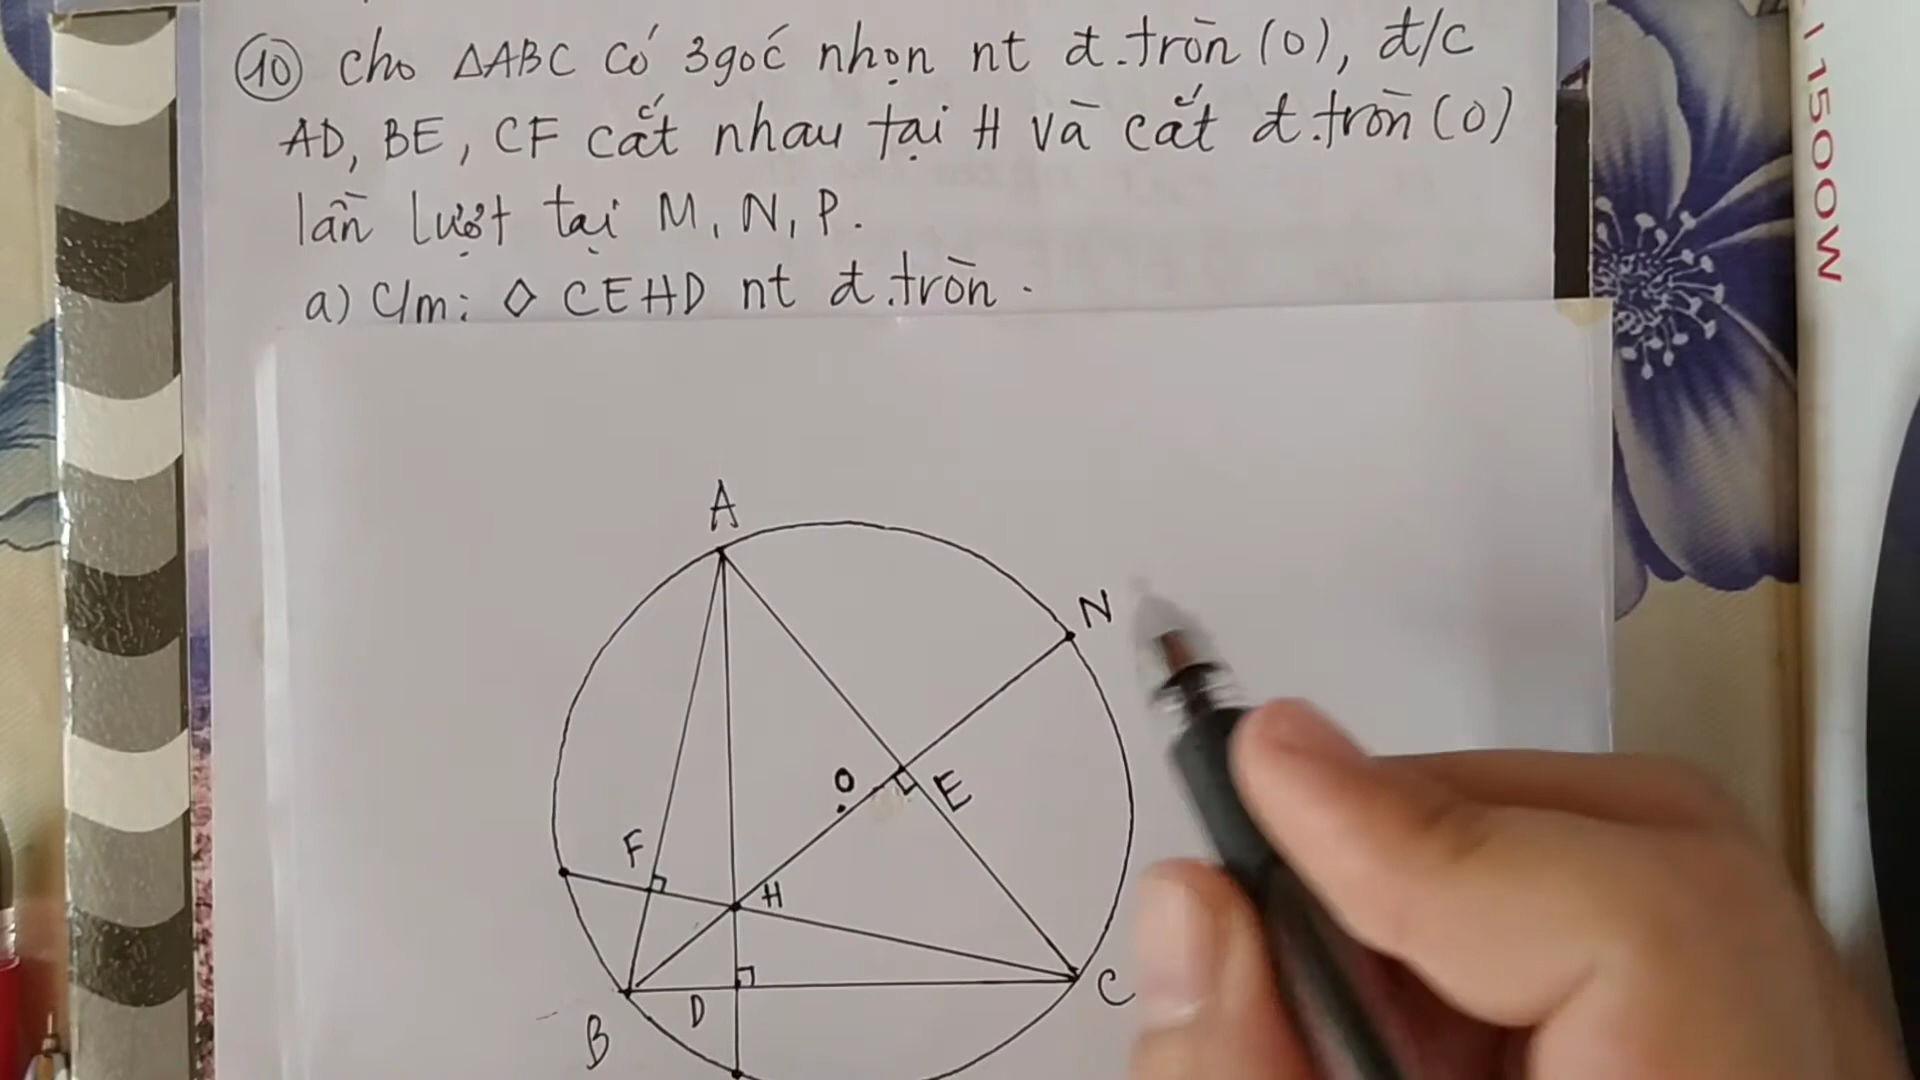 10 cho △ABC có 3 góc nhọn nt đ.tròn (O), đ/c
AD, BE, CF cắt nhau tại H và cắt đ.tròn (O)
lần lượt tại M, N, P.
a) C/m: ◇ CEHD nt đ.tròn.
1500W
A
N
O
E
F
H
D
C
B